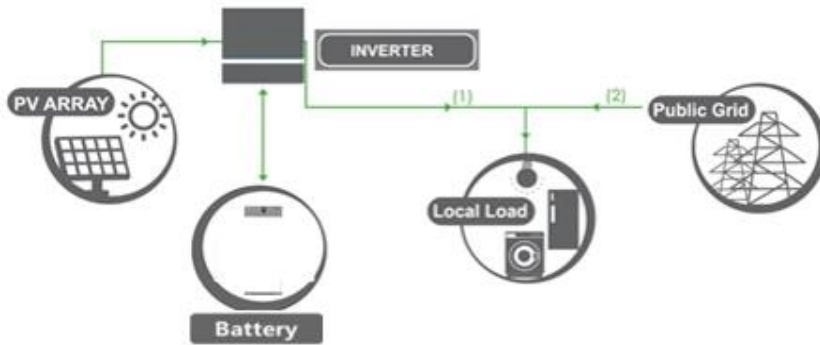 INVERTER
PV ARRAY
(1)
(2)
Public Grid
Local Load
Battery